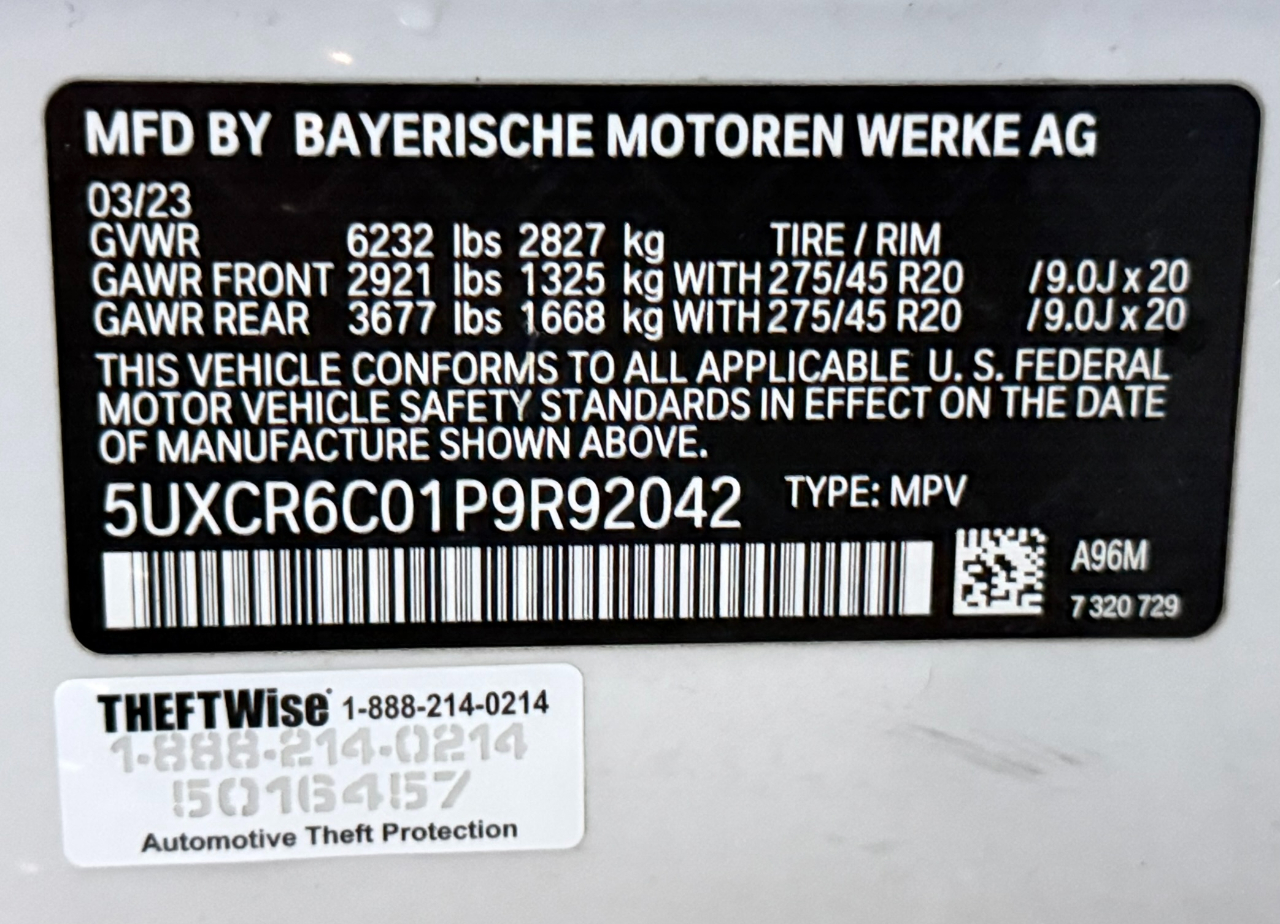 MFD BY BAYERISCHE MOTOREN WERKE AG
03/23
GVWR 6232 lbs 2827 kg TIRE / RIM
GAWR FRONT 2921 lbs 1325 kg WITH 275/45 R20 /9.0J x 20
GAWR REAR 3677 lbs 1668 kg WITH 275/45 R20 /9.0J x 20
THIS VEHICLE CONFORMS TO ALL APPLICABLE U. S. FEDERAL
MOTOR VEHICLE SAFETY STANDARDS IN EFFECT ON THE DATE
OF MANUFACTURE SHOWN ABOVE.
5UXCR6C01P9R92042 TYPE: MPV
A96M
7 320 729
THEFTWise 1-888-214-0214
1-888-214-0214
5016457
Automotive Theft Protection